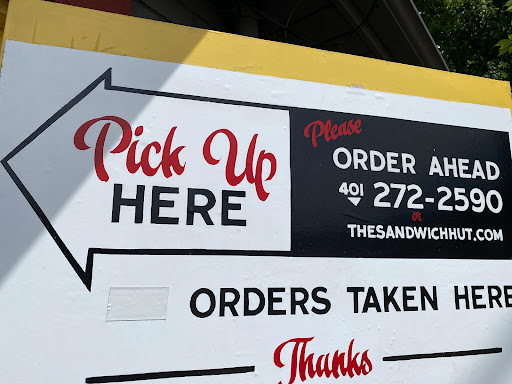 Pick Up
HERE
Please
ORDER AHEAD
401 272-2590
or
THESANDWICHHUT.COM
ORDERS TAKEN HERE
Thanks